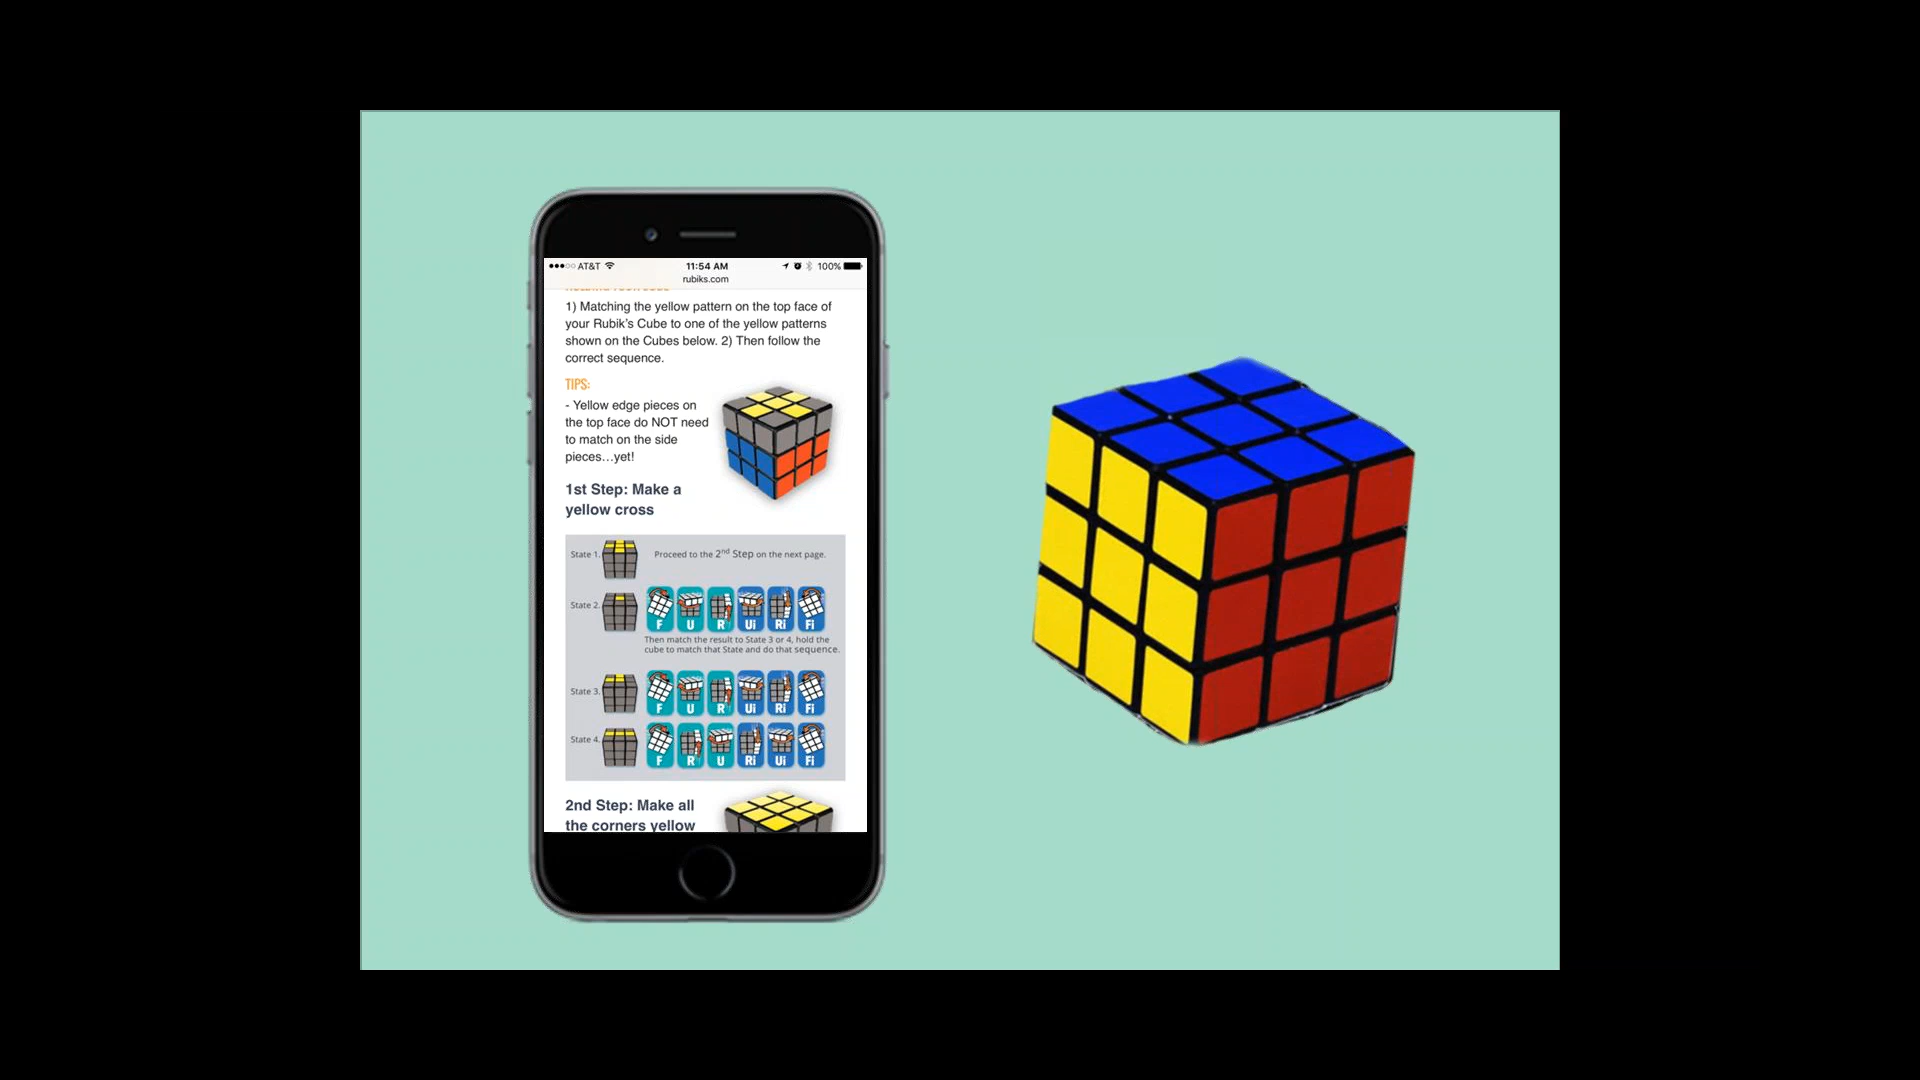 AT&T 11:54 AM 100%
rubiks.com
1) Matching the yellow pattern on the top face of
your Rubik's Cube to one of the yellow patterns
shown on the Cubes below. 2) Then follow the
correct sequence.
TIPS:
- Yellow edge pieces on
the top face do NOT need
to match on the side
pieces…yet!
1st Step: Make a
yellow cross
State 1. Proceed to the 2nd Step on the next page.
State 2.
F U R Ui Ri Fi
Then match the result to State 3 or 4, hold the
cube to match that State and do that sequence.
State 3.
F U R Ui Ri Fi
State 4.
F R U Ri Ui Fi
2nd Step: Make all
the corners yellow